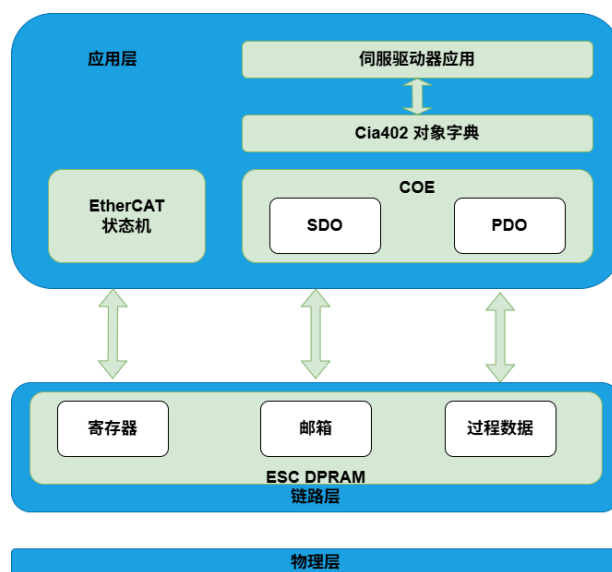 应用层
伺服驱动器应用
Cia402 对象字典
EtherCAT
状态机
COE
SDO
PDO
寄存器
邮箱
过程数据
ESC DPRAM
链路层
物理层